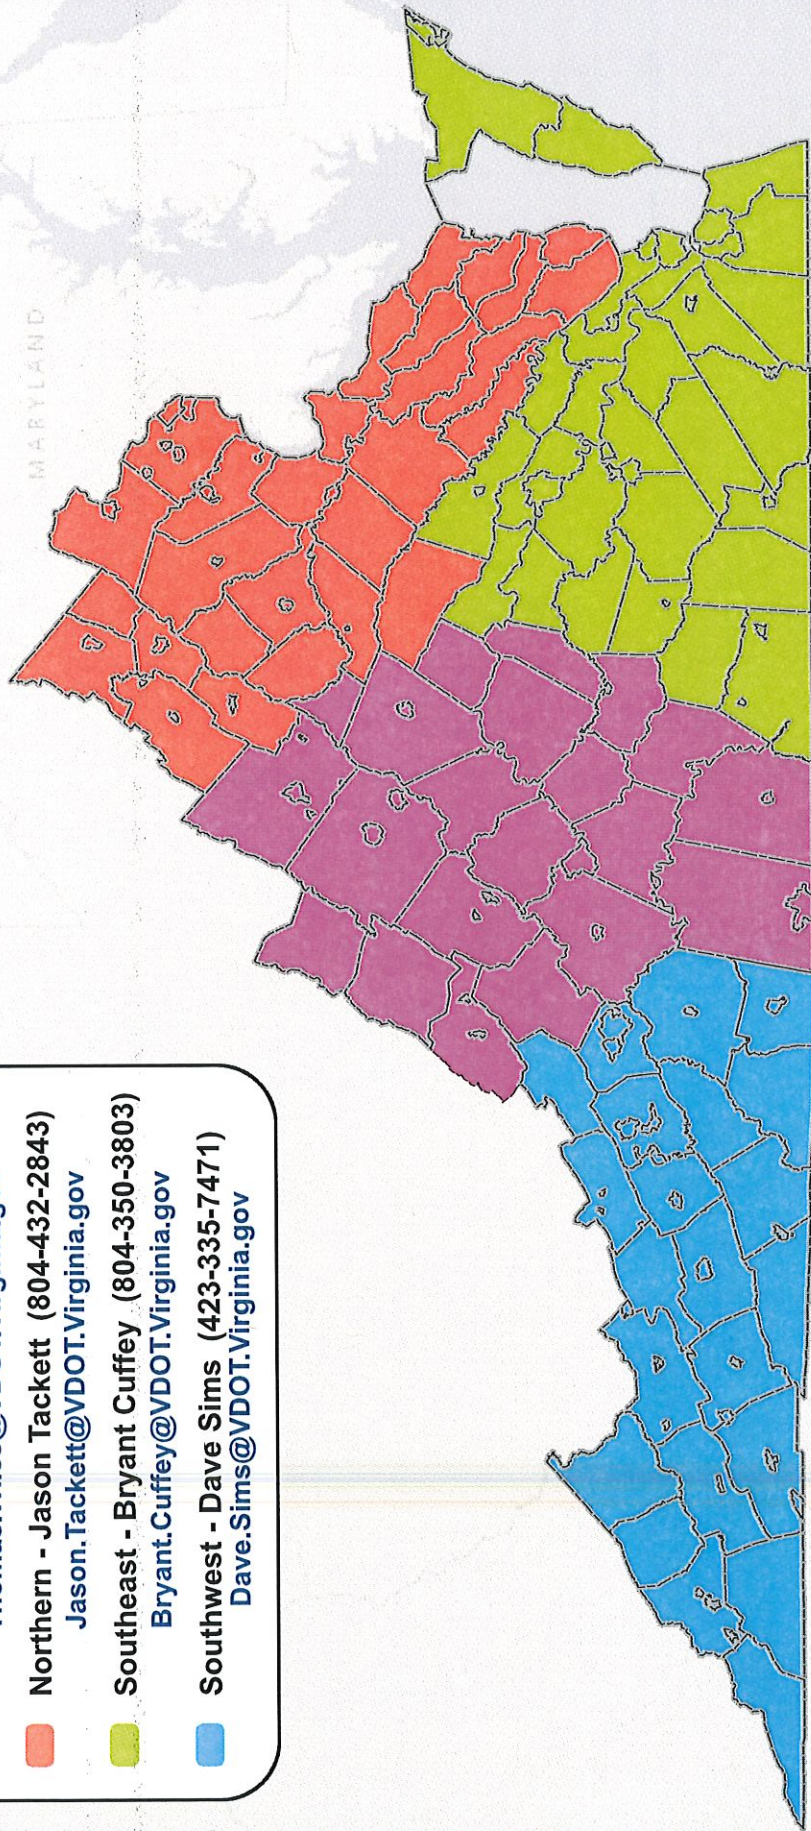 MARYLAND
Northern - Jason Tackett (804-432-2843)
Jason.Tackett@VDOT.Virginia.gov
Southeast - Bryant Cuffey (804-350-3803)
Bryant.Cuffey@VDOT.Virginia.gov
Southwest - Dave Sims (423-335-7471)
Dave.Sims@VDOT.Virginia.gov